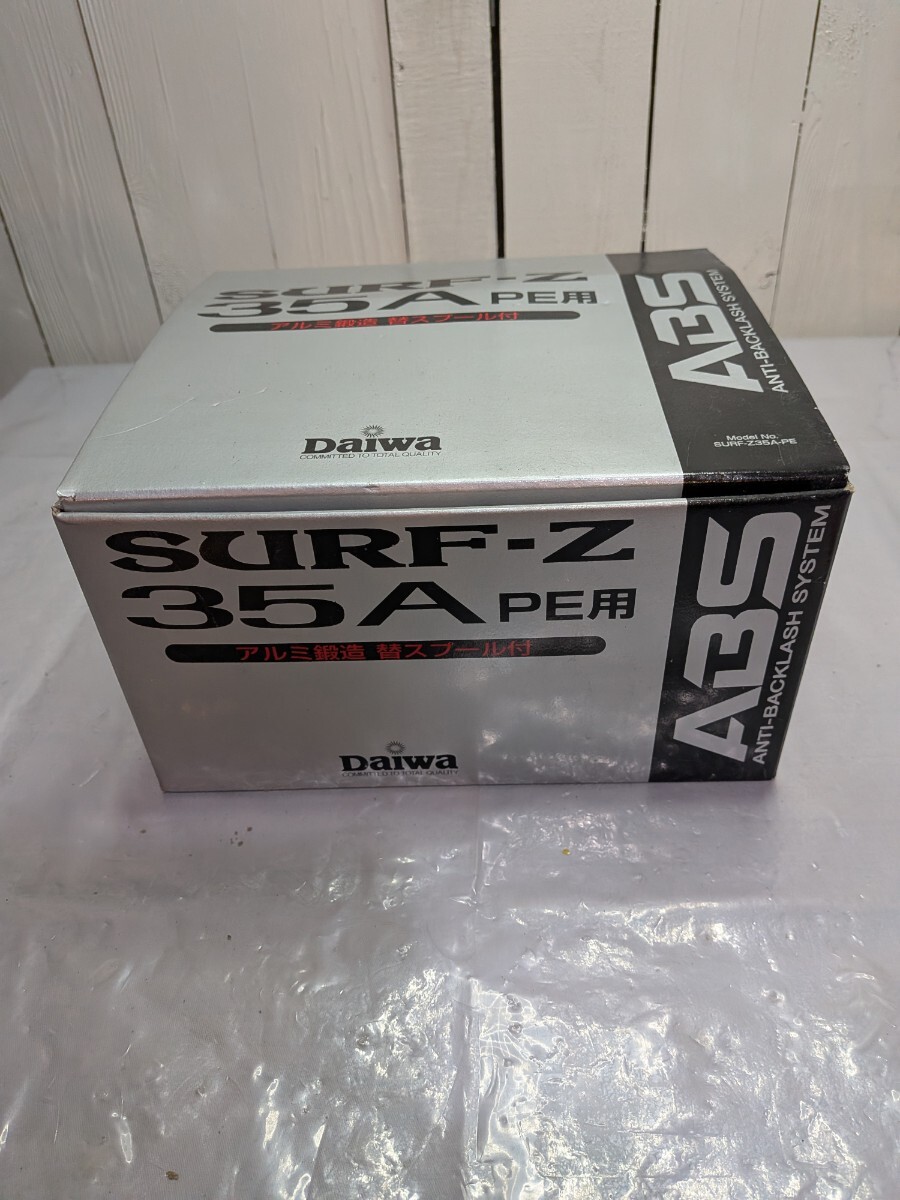 SURF-Z
35A PE用
アルミ鍛造 替スプール付
Daiwa
COMMITTED TO TOTAL QUALITY
ABS
ANTI-BACKLASH SYSTEM
Model No.
SURF-Z35A-PE
SURF-Z
35A PE用
アルミ鍛造 替スプール付
Daiwa
COMMITTED TO TOTAL QUALITY
ABS
ANTI-BACKLASH SYSTEM